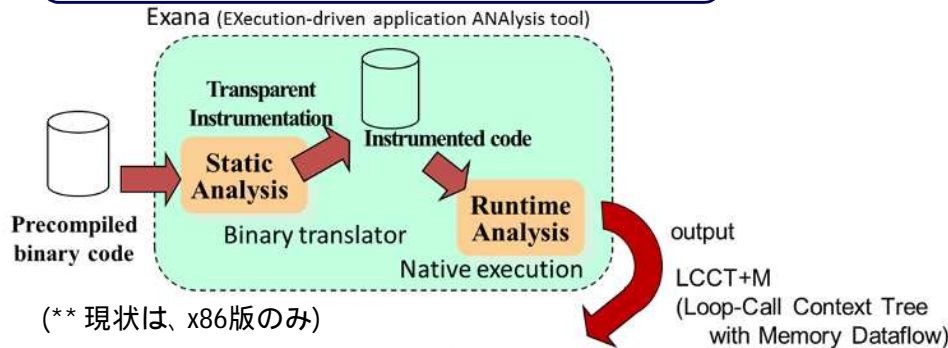 Exana (EXecution-driven application ANAlysis tool)
Transparent
Instrumentation
Instrumented code
Static
Analysis
Precompiled
binary code
Binary translator
Runtime
Analysis
Native execution
output
LCCT+M
(Loop-Call Context Tree
with Memory Dataflow)
(** 現状は、x86版のみ)